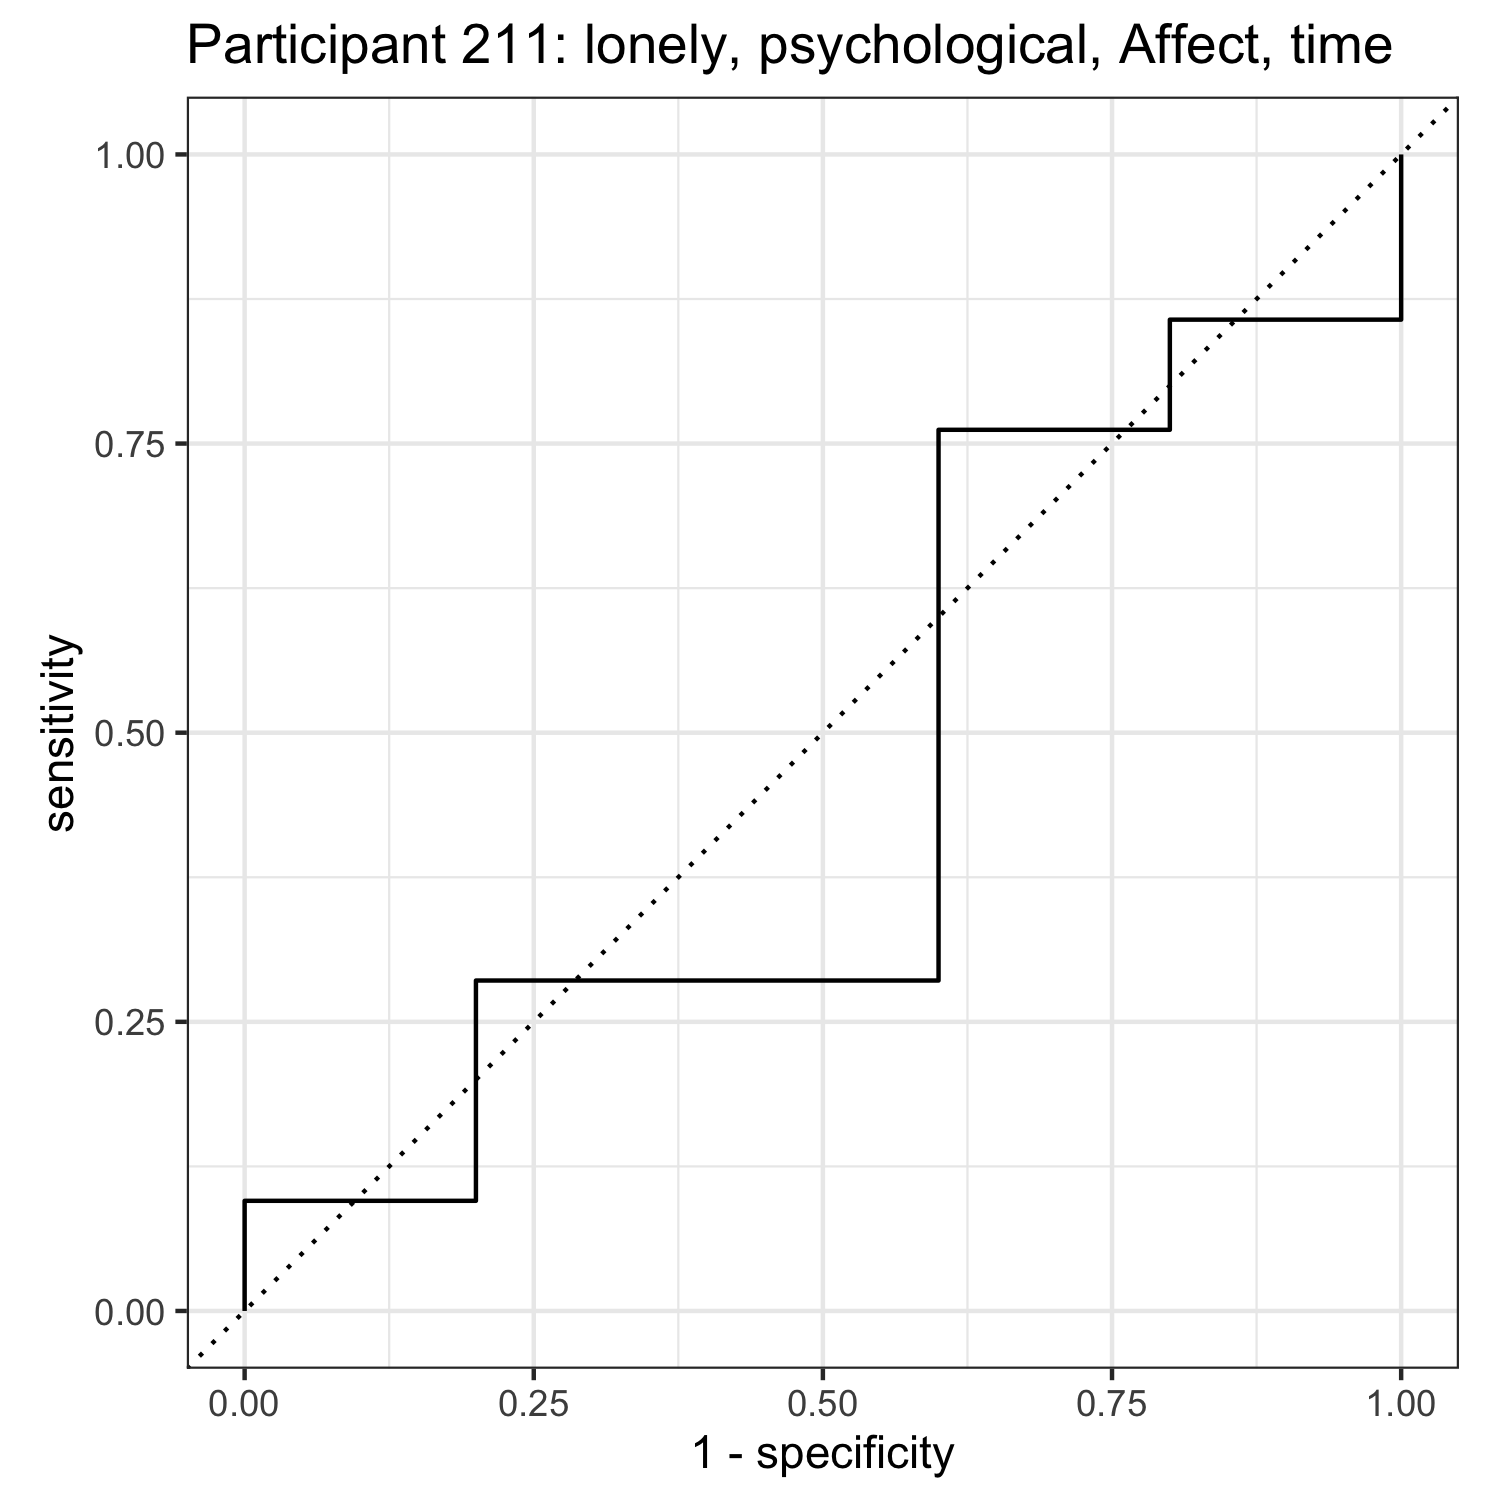 Participant 211: lonely, psychological, Affect, time
1.00
0.75
0.50
0.25
0.00
sensitivity
0.00 0.25 0.50 0.75 1.00
1 - specificity